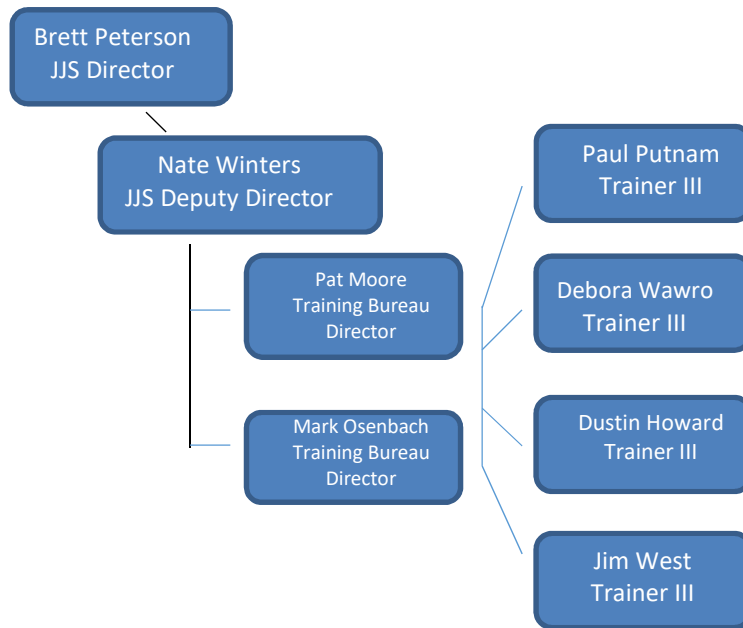 Brett Peterson
JJS Director
Nate Winters
JJS Deputy Director
Pat Moore
Training Bureau
Director
Mark Osenbach
Training Bureau
Director
Paul Putnam
Trainer III
Debora Wawro
Trainer III
Dustin Howard
Trainer III
Jim West
Trainer III